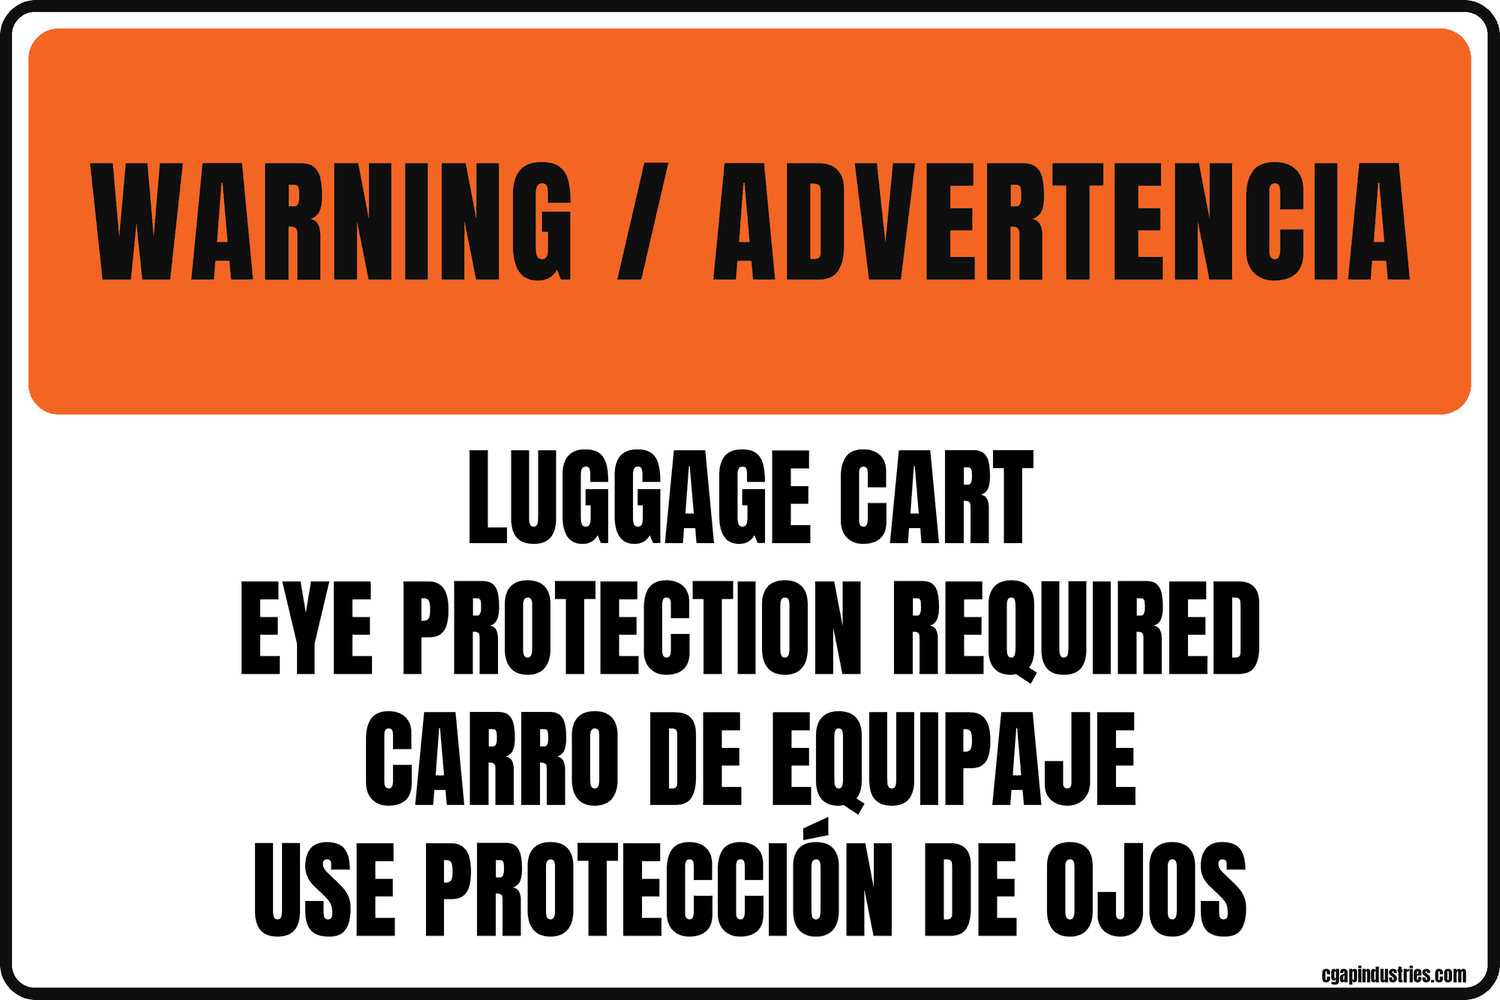 WARNING / ADVERTENCIA
LUGGAGE CART
EYE PROTECTION REQUIRED
CARRO DE EQUIPAJE
USE PROTECCIÓN DE OJOS
cgapindustries.com